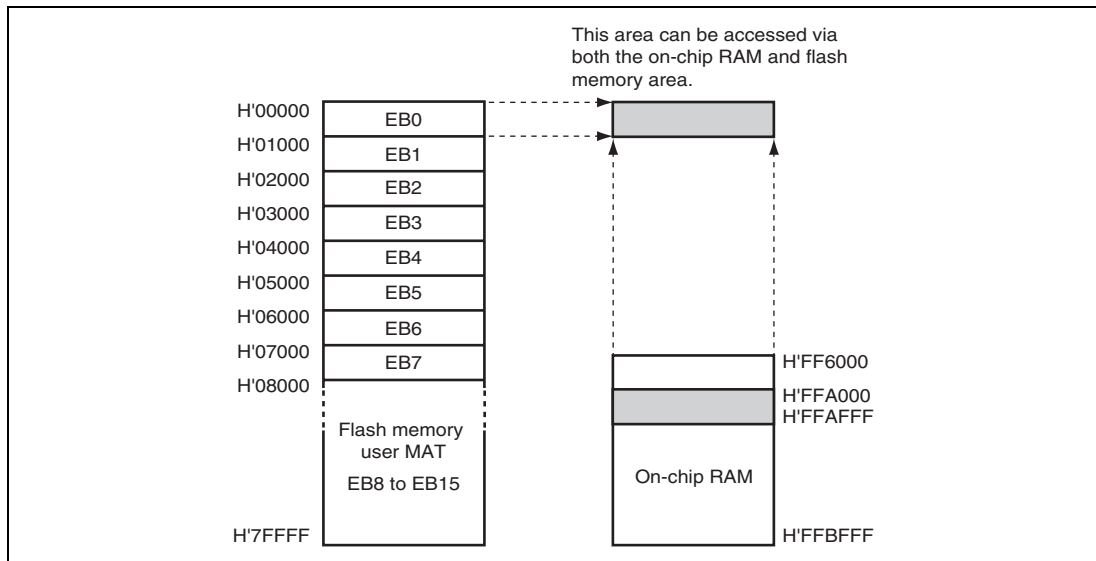 This area can be accessed via
both the on-chip RAM and flash
memory area.
H'00000
EB0
H'01000
EB1
H'02000
EB2
H'03000
EB3
H'04000
EB4
H'05000
EB5
H'06000
EB6
H'07000
EB7
H'08000
Flash memory
user MAT
EB8 to EB15
H'7FFFF
H'FF6000
H'FFA000
H'FFAFFF
On-chip RAM
H'FFBFFF